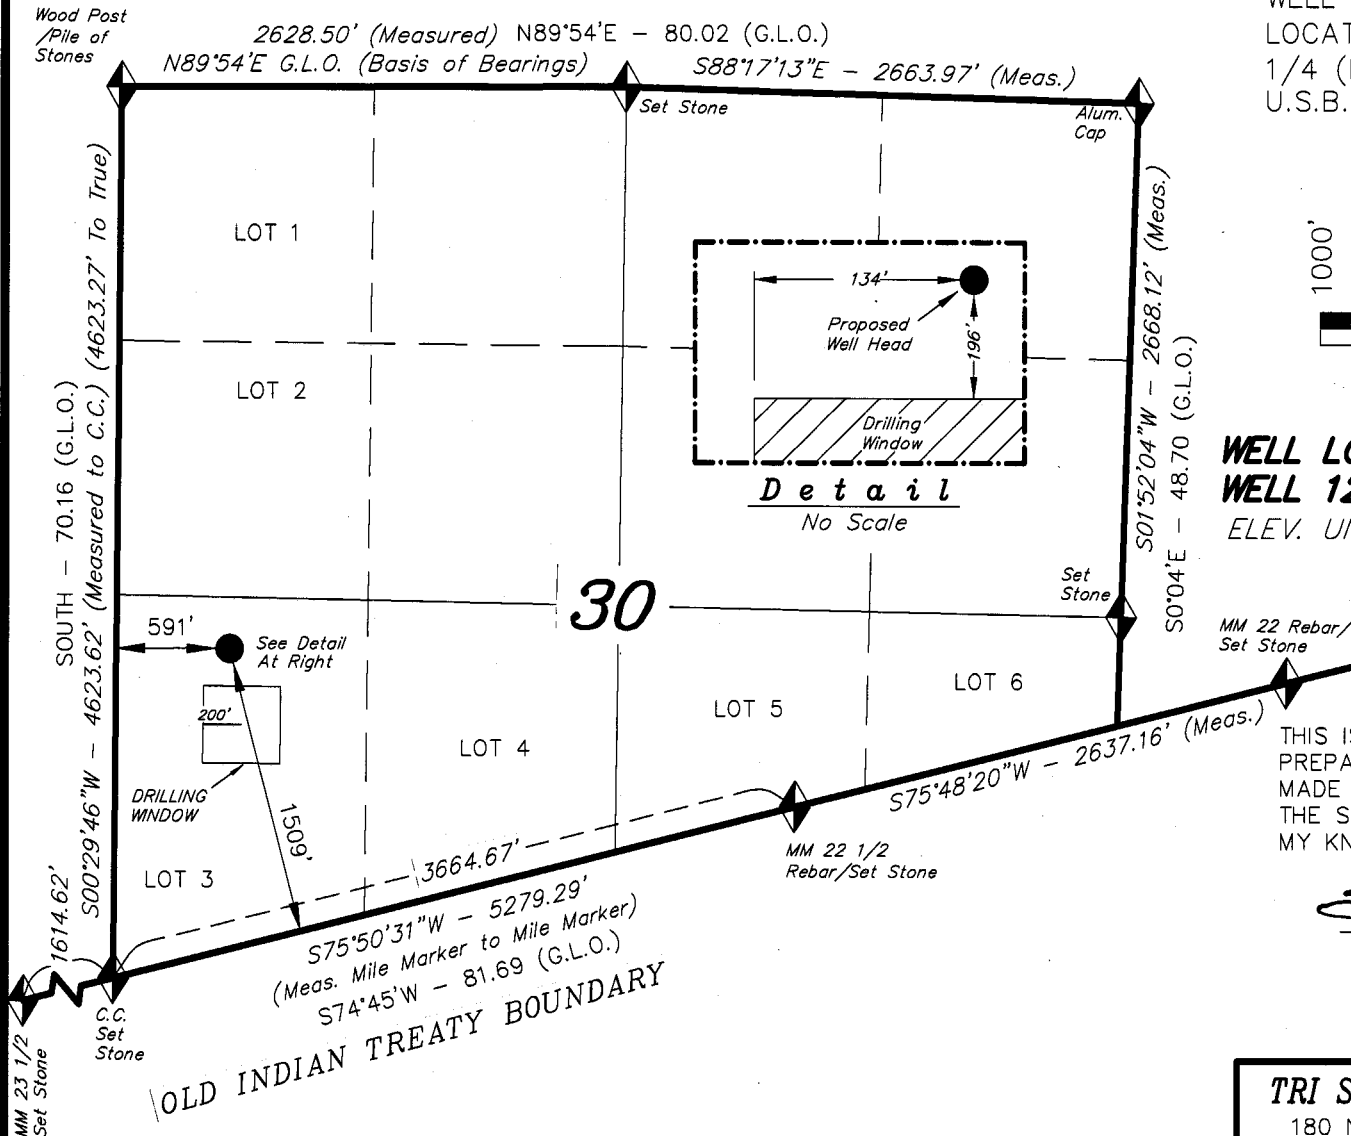 Wood Post
/Pile of
Stones
2628.50' (Measured) N89°54'E – 80.02 (G.L.O.)
N89°54'E G.L.O. (Basis of Bearings)
S88°17'13"E – 2663.97' (Meas.)
Set Stone
Alum.
Cap
WELL
1/4
U.S.B.
1000'
SOUTH – 70.16 (G.L.O.)
S00°29'46"W – 4623.62' (Measured to C.C.) (4623.27' To True)
LOT 1
LOT 2
134'
Proposed
Well Head
196'
Drilling
Window
Detail
No Scale
S01°52'04"W – 2668.12' (Meas.)
S0°04'E – 48.70 (G.L.O.)
WELL
WELL
ELEV.
30
Set
Stone
591'
See Detail
At Right
200'
DRILLING
WINDOW
1509'
LOT 3
LOT 4
LOT 5
LOT 6
MM 22 Rebar/
Set Stone
S75°48'20"W – 2637.16' (Meas.)
THIS
MADE
THE
MY
3664.67'
MM 22 1/2
Rebar/Set Stone
S75°50'31"W – 5279.29'
(Meas. Mile Marker to Mile Marker)
S74°45'W – 81.69 (G.L.O.)
OLD INDIAN TREATY BOUNDARY
1614.62'
C.C.
Set
Stone
MM 23 1/2
Set Stone
TRI
180